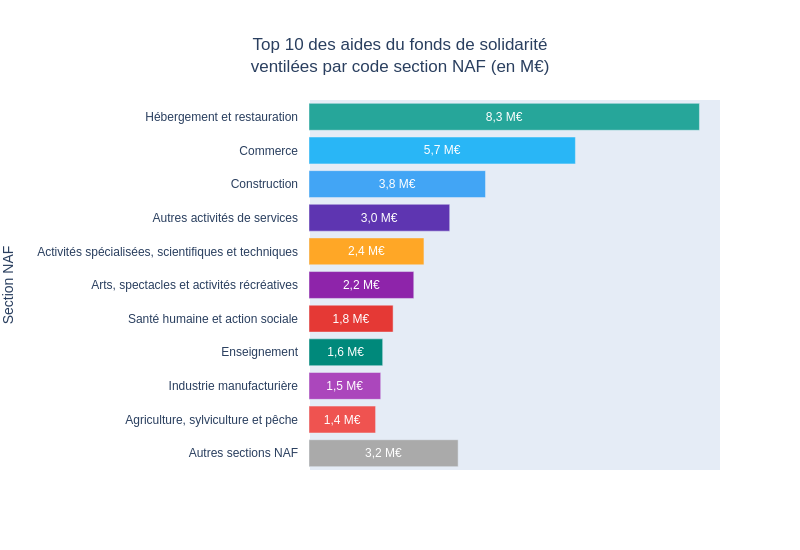 Top 10 des aides du fonds de solidarité
ventilées par code section NAF (en M€)
Section NAF
Hébergement et restauration 8,3 M€
Commerce 5,7 M€
Construction 3,8 M€
Autres activités de services 3,0 M€
Activités spécialisées, scientifiques et techniques 2,4 M€
Arts, spectacles et activités récréatives 2,2 M€
Santé humaine et action sociale 1,8 M€
Enseignement 1,6 M€
Industrie manufacturière 1,5 M€
Agriculture, sylviculture et pêche 1,4 M€
Autres sections NAF 3,2 M€